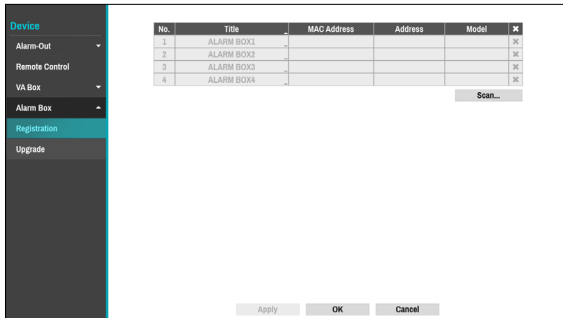 Device
Alarm-Out
Remote Control
VA Box
Alarm Box
Registration
Upgrade
No. Title MAC Address Address Model
1 ALARM BOX1
2 ALARM BOX2
3 ALARM BOX3
4 ALARM BOX4
Scan...
Apply OK Cancel